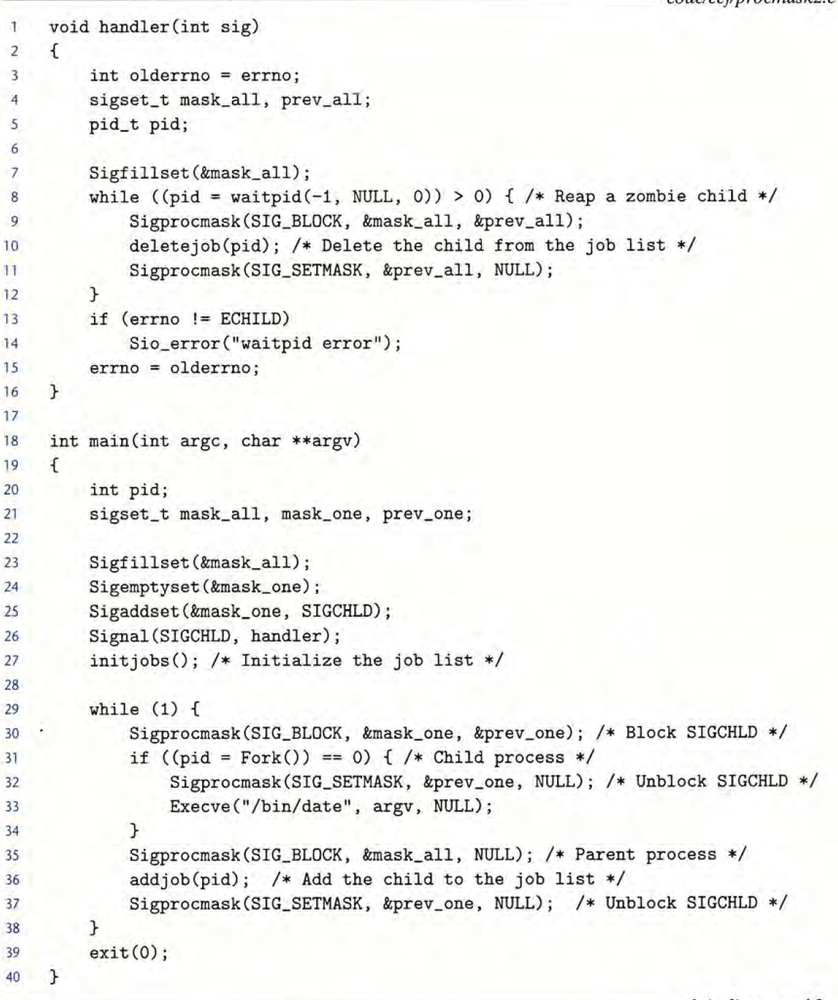 code/ecf/procmask2.c
1 void handler(int sig)
2 {
3     int olderrno = errno;
4     sigset_t mask_all, prev_all;
5     pid_t pid;
6
7     Sigfillset(&mask_all);
8     while ((pid = waitpid(-1, NULL, 0)) > 0) { /* Reap a zombie child */
9         Sigprocmask(SIG_BLOCK, &mask_all, &prev_all);
10         deletejob(pid); /* Delete the child from the job list */
11         Sigprocmask(SIG_SETMASK, &prev_all, NULL);
12     }
13     if (errno != ECHILD)
14         Sio_error("waitpid error");
15     errno = olderrno;
16 }
17
18 int main(int argc, char **argv)
19 {
20     int pid;
21     sigset_t mask_all, mask_one, prev_one;
22
23     Sigfillset(&mask_all);
24     Sigemptyset(&mask_one);
25     Sigaddset(&mask_one, SIGCHLD);
26     Signal(SIGCHLD, handler);
27     initjobs(); /* Initialize the job list */
28
29     while (1) {
30         Sigprocmask(SIG_BLOCK, &mask_one, &prev_one); /* Block SIGCHLD */
31         if ((pid = Fork()) == 0) { /* Child process */
32             Sigprocmask(SIG_SETMASK, &prev_one, NULL); /* Unblock SIGCHLD */
33             Execve("/bin/date", argv, NULL);
34         }
35         Sigprocmask(SIG_BLOCK, &mask_all, NULL); /* Parent process */
36         addjob(pid);  /* Add the child to the job list */
37         Sigprocmask(SIG_SETMASK, &prev_one, NULL);  /* Unblock SIGCHLD */
38     }
39     exit(0);
40 }